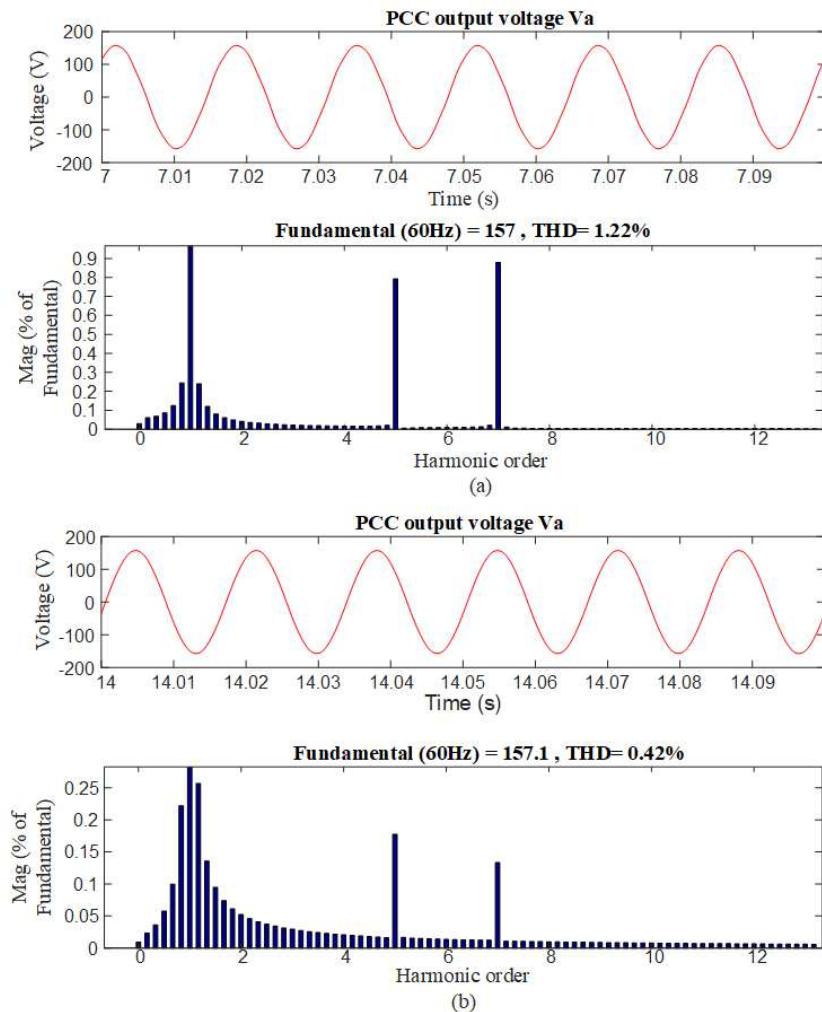 PCC output voltage Va
200
100
0
-100
-200
Voltage (V)
7 7.01 7.02 7.03 7.04 7.05 7.06 7.07 7.08 7.09
Time (s)
Fundamental (60Hz) = 157 , THD= 1.22%
0.9
0.8
0.7
0.6
0.5
0.4
0.3
0.2
0.1
0
Mag (% of
Fundamental)
0 2 4 6 8 10 12
Harmonic order
(a)
PCC output voltage Va
200
100
0
-100
-200
Voltage (V)
14 14.01 14.02 14.03 14.04 14.05 14.06 14.07 14.08 14.09
Time (s)
Fundamental (60Hz) = 157.1 , THD= 0.42%
0.25
0.2
0.15
0.1
0.05
0
Mag (% of
Fundamental)
0 2 4 6 8 10 12
Harmonic order
(b)